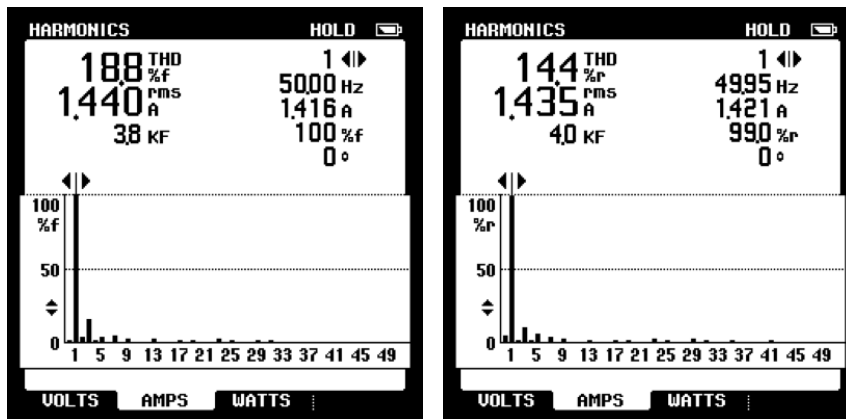 HARMONICS HOLD
18.8 THD %f 1
1.440 rms A 50.00 Hz
3.8 KF 1.416 A
100 %f
0 °
100
%f
50
0
1 5 9 13 17 21 25 29 33 37 41 45 49
VOLTS AMPS WATTS
HARMONICS HOLD
14.4 THD %r 1
1.435 rms A 49.95 Hz
4.0 KF 1.421 A
99.0 %r
0 °
100
%r
50
0
1 5 9 13 17 21 25 29 33 37 41 45 49
VOLTS AMPS WATTS